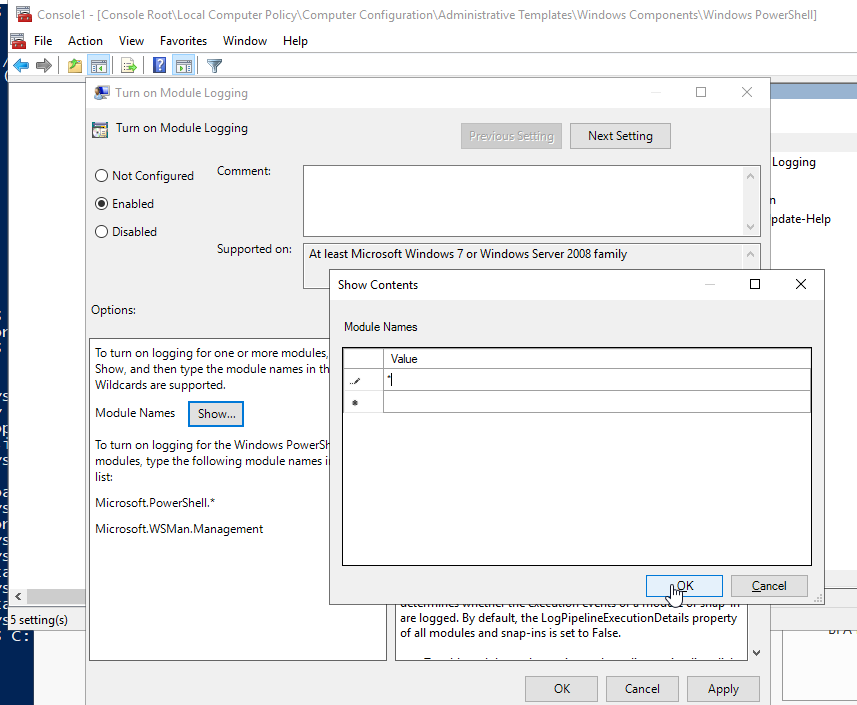 Console1 - [Console Root\Local Computer Policy\Computer Configuration\Administrative Templates\Windows Components\Windows PowerShell]
File Action View Favorites Window Help
Turn on Module Logging
Turn on Module Logging
Previous Setting Next Setting
Not Configured
Comment:
Enabled
Disabled
Supported on:
At least Microsoft Windows 7 or Windows Server 2008 family
Logging
pdate-Help
Options:
To turn on logging for one or more modules,
Show, and then type the module names in th
Wildcards are supported.
Module Names Show...
To turn on logging for the Windows PowerSh
modules, type the following module names i
list:
Microsoft.PowerShell.*
Microsoft.WSMan.Management
Show Contents
Module Names
Value
*
OK Cancel
determines whether the execution events of a module or snap-in
are logged. By default, the LogPipelineExecutionDetails property
of all modules and snap-ins is set to False.
OK Cancel Apply
5 setting(s)
C: